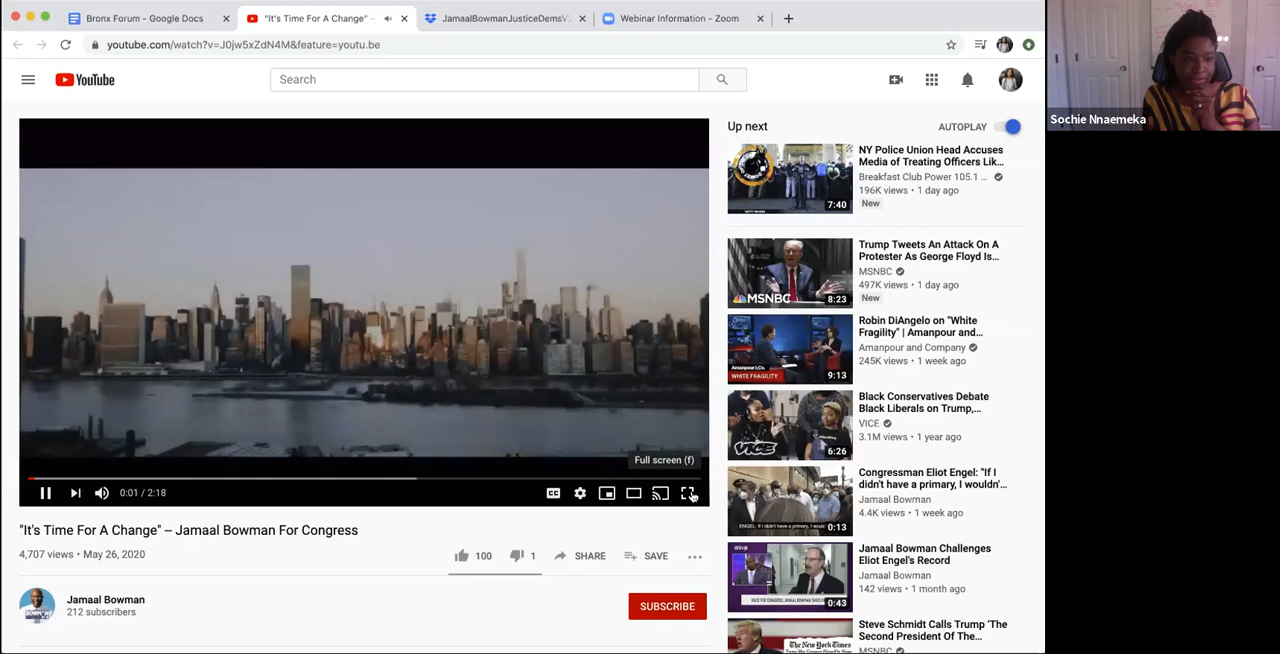 Bronx Forum - Google Docs
"It's Time For A Change" -
JamaalBowmanJusticeDemsV
Webinar Information - Zoom
youtube.com/watch?v=J0jw5xZdN4M&feature=youtu.be
YouTube
Search
Sochie Nnaemeka
Up next
AUTOPLAY
NY Police Union Head Accuses
Media of Treating Officers Lik...
Breakfast Club Power 105.1 ...
196K views • 1 day ago
New
7:40
Trump Tweets An Attack On A
Protester As George Floyd Is...
MSNBC
497K views • 1 day ago
New
MSNBC
8:23
Robin DiAngelo on "White
Fragility" | Amanpour and...
Amanpour and Company
245K views • 1 week ago
WHITE FRAGILITY
9:13
Black Conservatives Debate
Black Liberals on Trump,...
VICE
3.1M views • 1 year ago
VICE
6:26
Congressman Eliot Engel: "If I
didn't have a primary, I wouldn'...
Jamaal Bowman
4.4K views • 1 week ago
0:13
Jamaal Bowman Challenges
Eliot Engel's Record
Jamaal Bowman
142 views • 1 month ago
0:43
Steve Schmidt Calls Trump 'The
Second President Of The...
MSNBC
The New York Times
Full screen (f)
0:01 / 2:18
CC
"It's Time For A Change" – Jamaal Bowman For Congress
4,707 views • May 26, 2020
100
1
SHARE
SAVE
Jamaal Bowman
212 subscribers
SUBSCRIBE